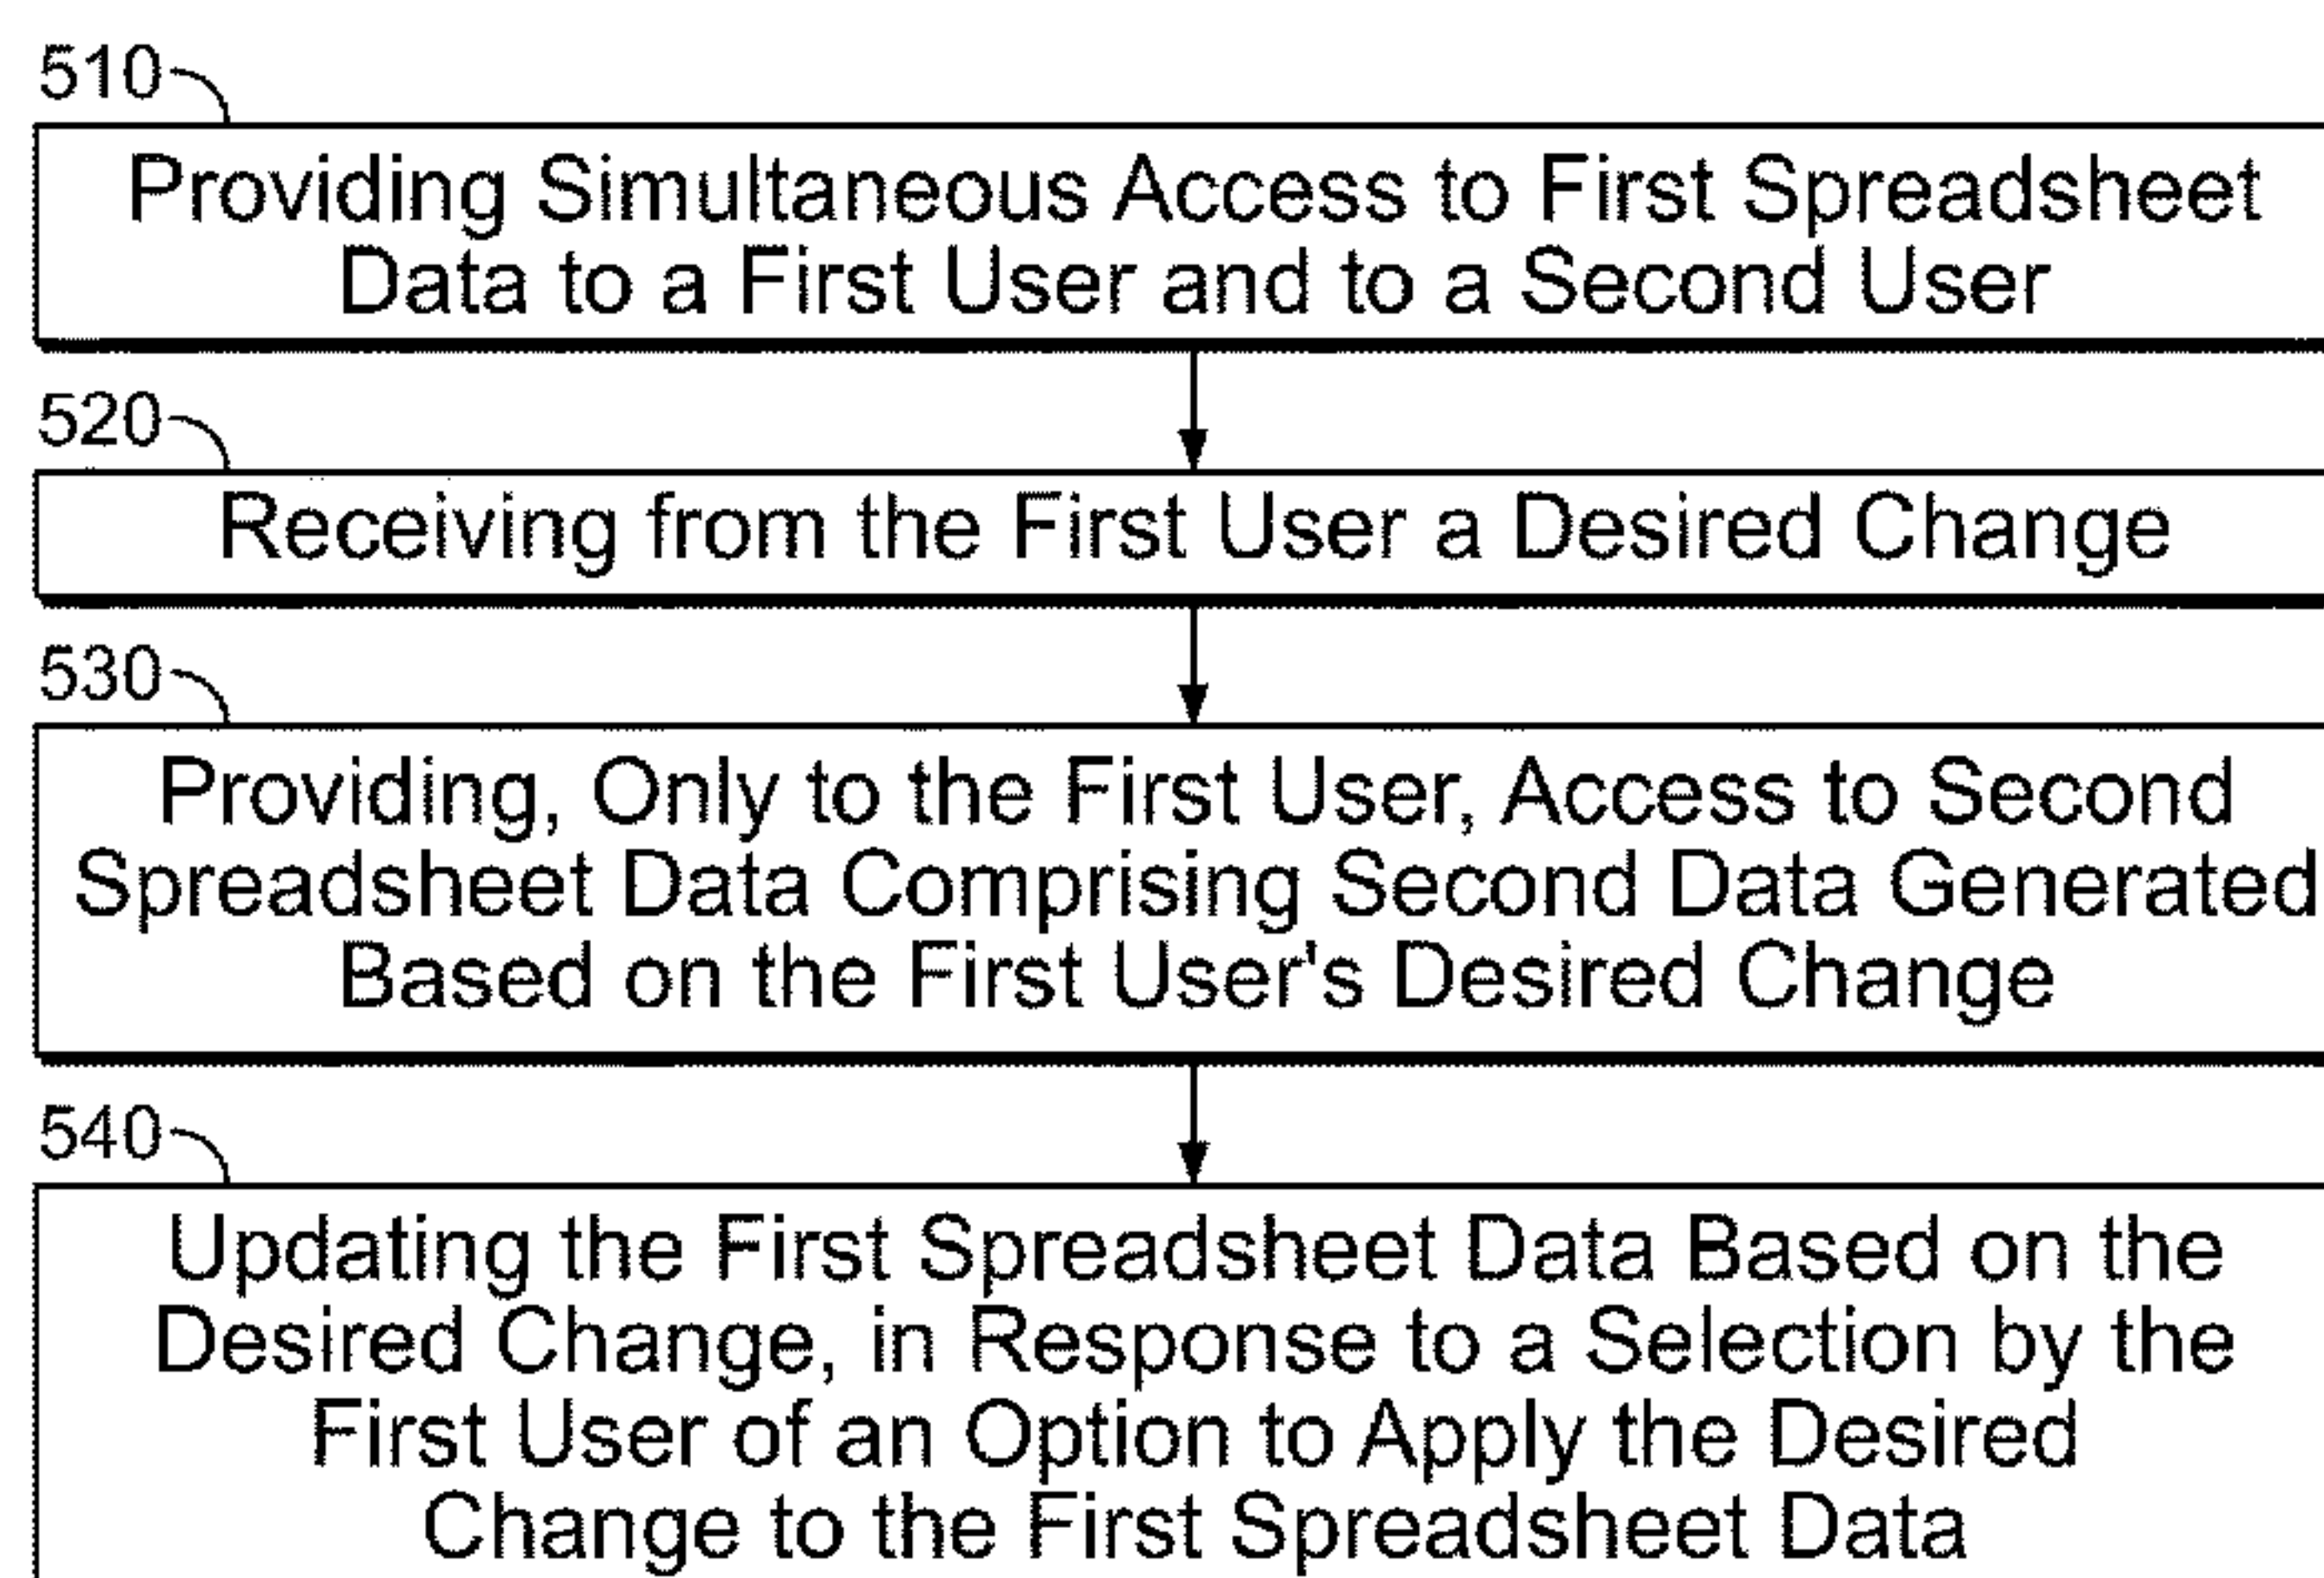 510
Providing Simultaneous Access to First Spreadsheet
Data to a First User and to a Second User
520
Receiving from the First User a Desired Change
530
Providing, Only to the First User, Access to Second
Spreadsheet Data Comprising Second Data Generated
Based on the First User's Desired Change
540
Updating the First Spreadsheet Data Based on the
Desired Change, in Response to a Selection by the
First User of an Option to Apply the Desired
Change to the First Spreadsheet Data